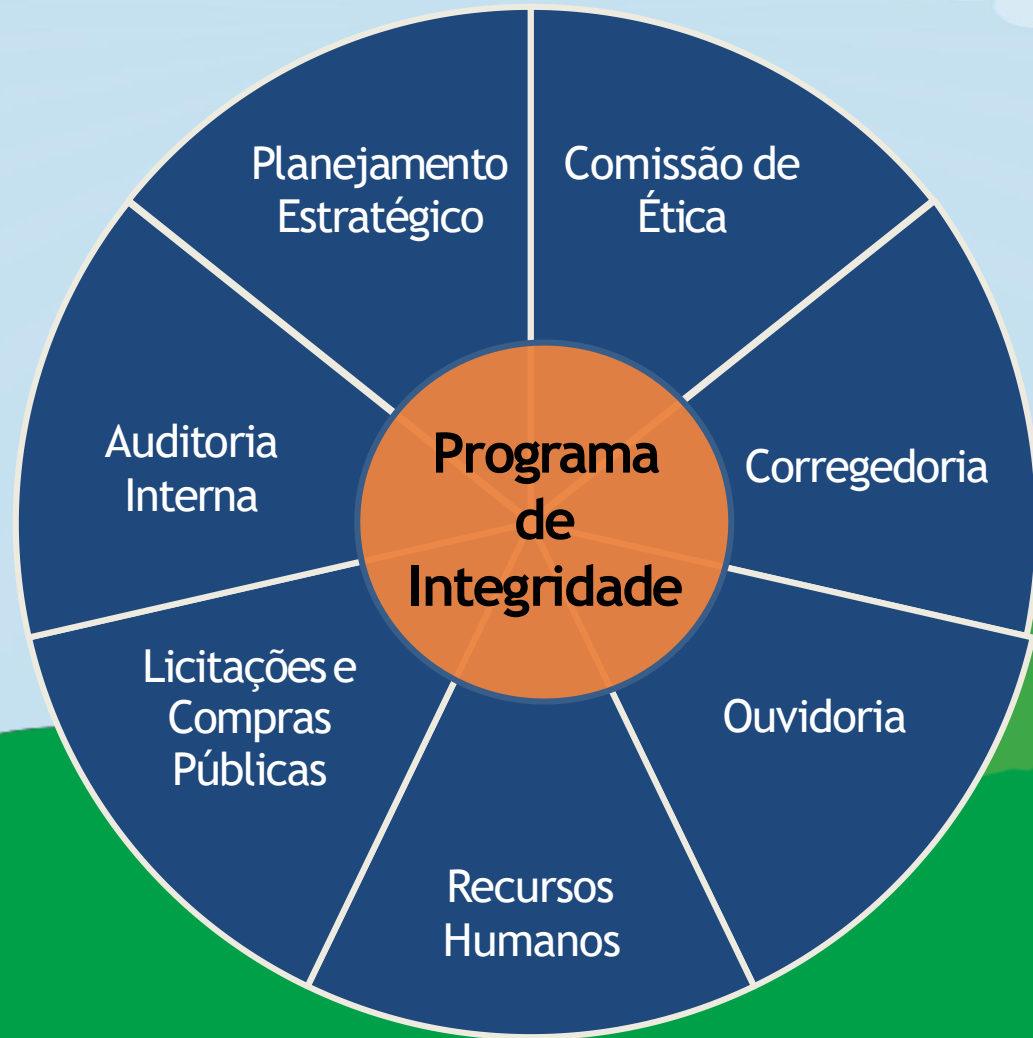 Planejamento
Estratégico
Comissão de
Ética
Corregedoria
Ouvidoria
Recursos
Humanos
Licitações e
Compras
Públicas
Auditoria
Interna
Programa
de
Integridade